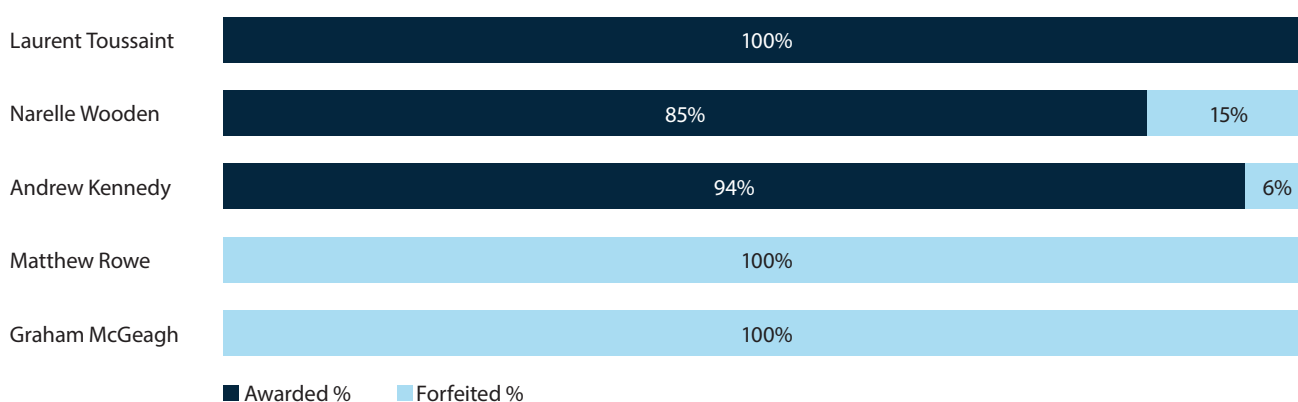 Laurent Toussaint 100%
Narelle Wooden 85% 15%
Andrew Kennedy 94% 6%
Matthew Rowe 100%
Graham McGeagh 100%
Awarded % Forfeited %